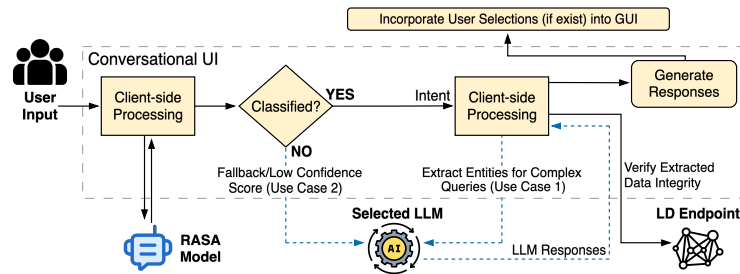 Incorporate User Selections (if exist) into GUI
Conversational UI
User
Input
Client-side
Processing
Classified?
YES
Intent
Client-side
Processing
Generate
Responses
NO
Fallback/Low Confidence
Score (Use Case 2)
Extract Entities for Complex
Queries (Use Case 1)
Verify Extracted
Data Integrity
RASA
Model
Selected LLM
AI
LLM Responses
LD Endpoint